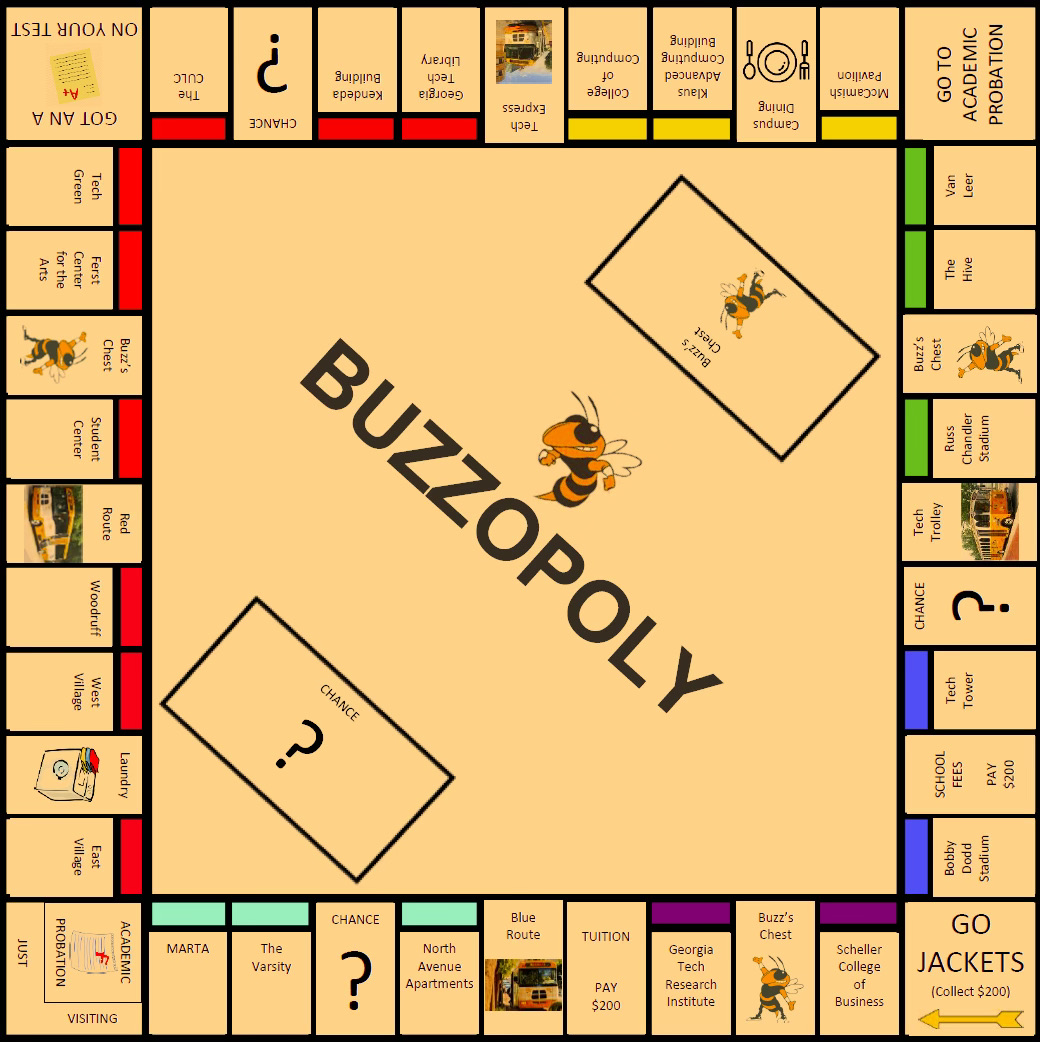 ON YOUR TEST
GOT AN A
A+
The
CULC
CHANCE
?
Kendeda
Building
Georgia
Tech
Library
Tech
Express
College
of
Computing
Klaus
Advanced
Computing
Building
Campus
Dining
McCamish
Pavilion
GO TO
ACADEMIC
PROBATION
Tech
Green
Ferst
Center
for the
Arts
Buzz's
Chest
Student
Center
Red
Route
Woodruff
West
Village
Laundry
East
Village
Buzz's
Chest
BUZZOPOLY
CHANCE
?
Van
Leer
The
Hive
Buzz's
Chest
Russ
Chandler
Stadium
Tech
Trolley
CHANCE
?
Tech
Tower
SCHOOL
FEES
PAY
$200
Bobby
Dodd
Stadium
ACADEMIC
PROBATION
F
JUST
VISITING
MARTA
The
Varsity
CHANCE
?
North
Avenue
Apartments
Blue
Route
TUITION
PAY
$200
Georgia
Tech
Research
Institute
Buzz's
Chest
Scheller
College
of
Business
GO
JACKETS
(Collect $200)